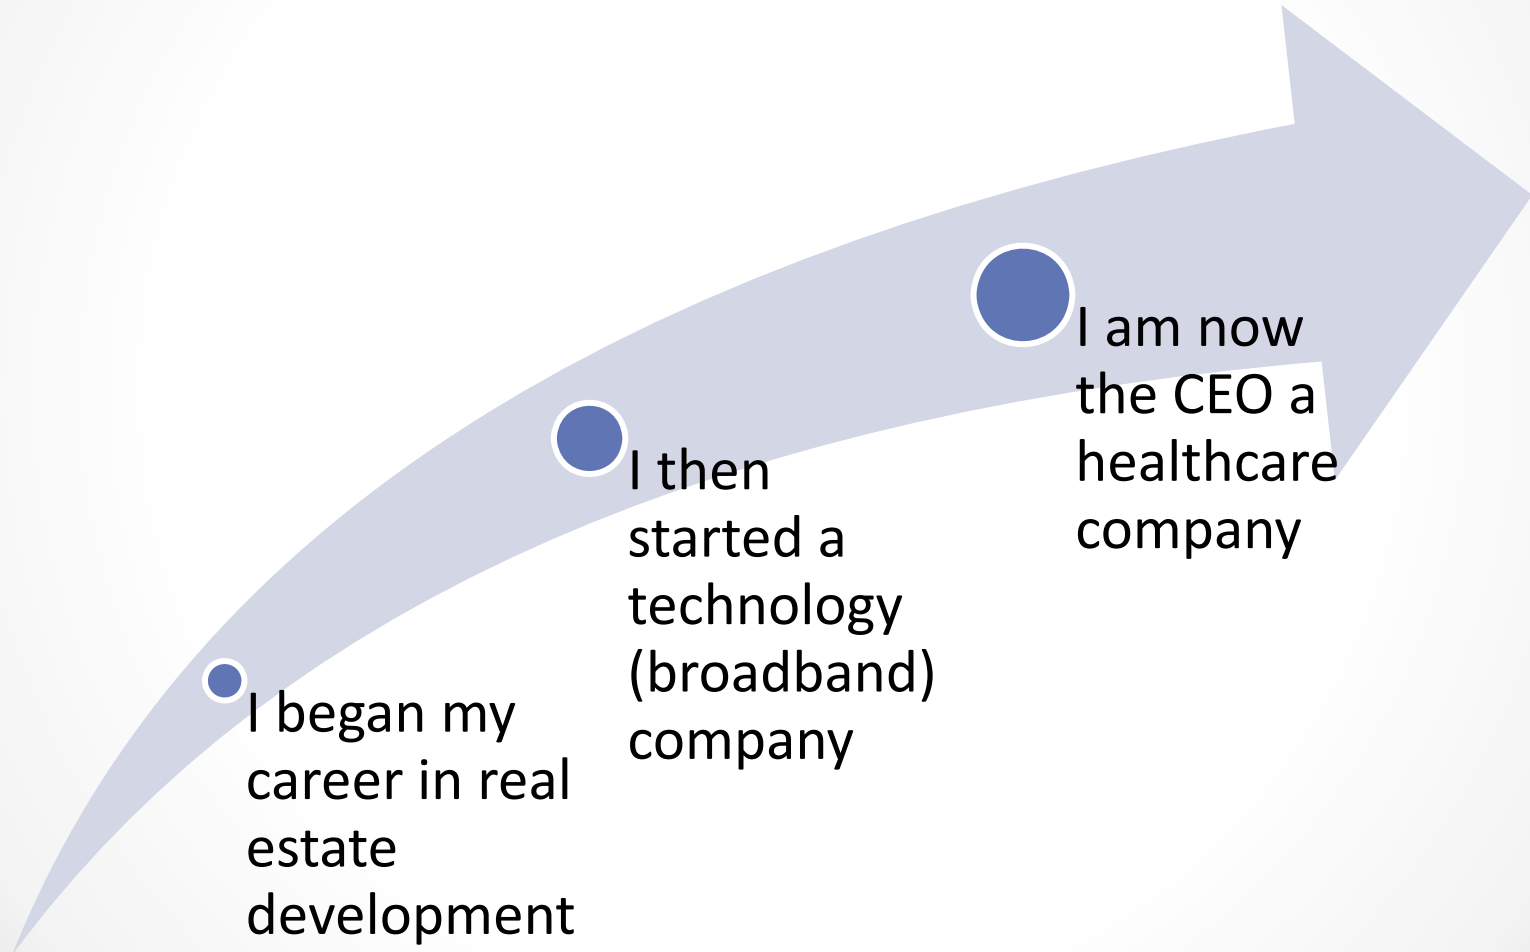 I began my
career in real
estate
development
I then
started a
technology
(broadband)
company
I am now
the CEO a
healthcare
company